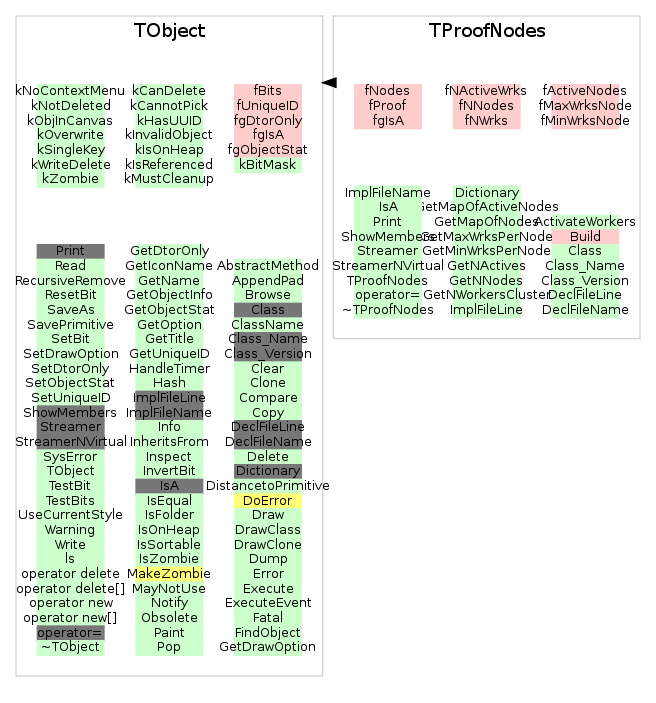 TObject
kNoContextMenu kCanDelete fBits
kNotDeleted kCannotPick fUniqueID
kObjInCanvas kHasUUID fgDtorOnly
kOverwrite kInvalidObject fgIsA
kSingleKey kIsOnHeap fgObjectStat
kWriteDelete kIsReferenced kBitMask
kZombie kMustCleanup
Print GetDtorOnly
Read GetIconName AbstractMethod
RecursiveRemove GetName AppendPad
ResetBit GetObjectInfo Browse
SaveAs GetObjectStat Class
SavePrimitive GetOption ClassName
SetBit GetTitle Class_Name
SetDrawOption GetUniqueID Class_Version
SetDtorOnly HandleTimer Clear
SetObjectStat Hash Clone
SetUniqueID ImplFileLine Compare
ShowMembers ImplFileName Copy
Streamer Info DeclFileLine
StreamerNVirtual InheritsFrom DeclFileName
SysError Inspect Delete
TObject InvertBit Dictionary
TestBit IsA DistancetoPrimitive
TestBits IsEqual DoError
UseCurrentStyle IsFolder Draw
Warning IsOnHeap DrawClass
Write IsSortable DrawClone
ls IsZombie Dump
operator delete MakeZombie Error
operator delete[] MayNotUse Execute
operator new Notify ExecuteEvent
operator new[] Obsolete Fatal
operator= Paint FindObject
~TObject Pop GetDrawOption
TProofNodes
fNodes fNActiveWrks fActiveNodes
fProof fNNodes fMaxWrksNode
fgIsA fNWrks fMinWrksNode
ImplFileName Dictionary
IsA GetMapOfActiveNodes
Print GetMapOfNodes ActivateWorkers
ShowMembers GetMaxWrksPerNode Build
Streamer GetMinWrksPerNode Class
StreamerNVirtual GetNActives Class_Name
TProofNodes GetNNodes Class_Version
operator= GetNWorkersCluster DeclFileLine
~TProofNodes ImplFileLine DeclFileName